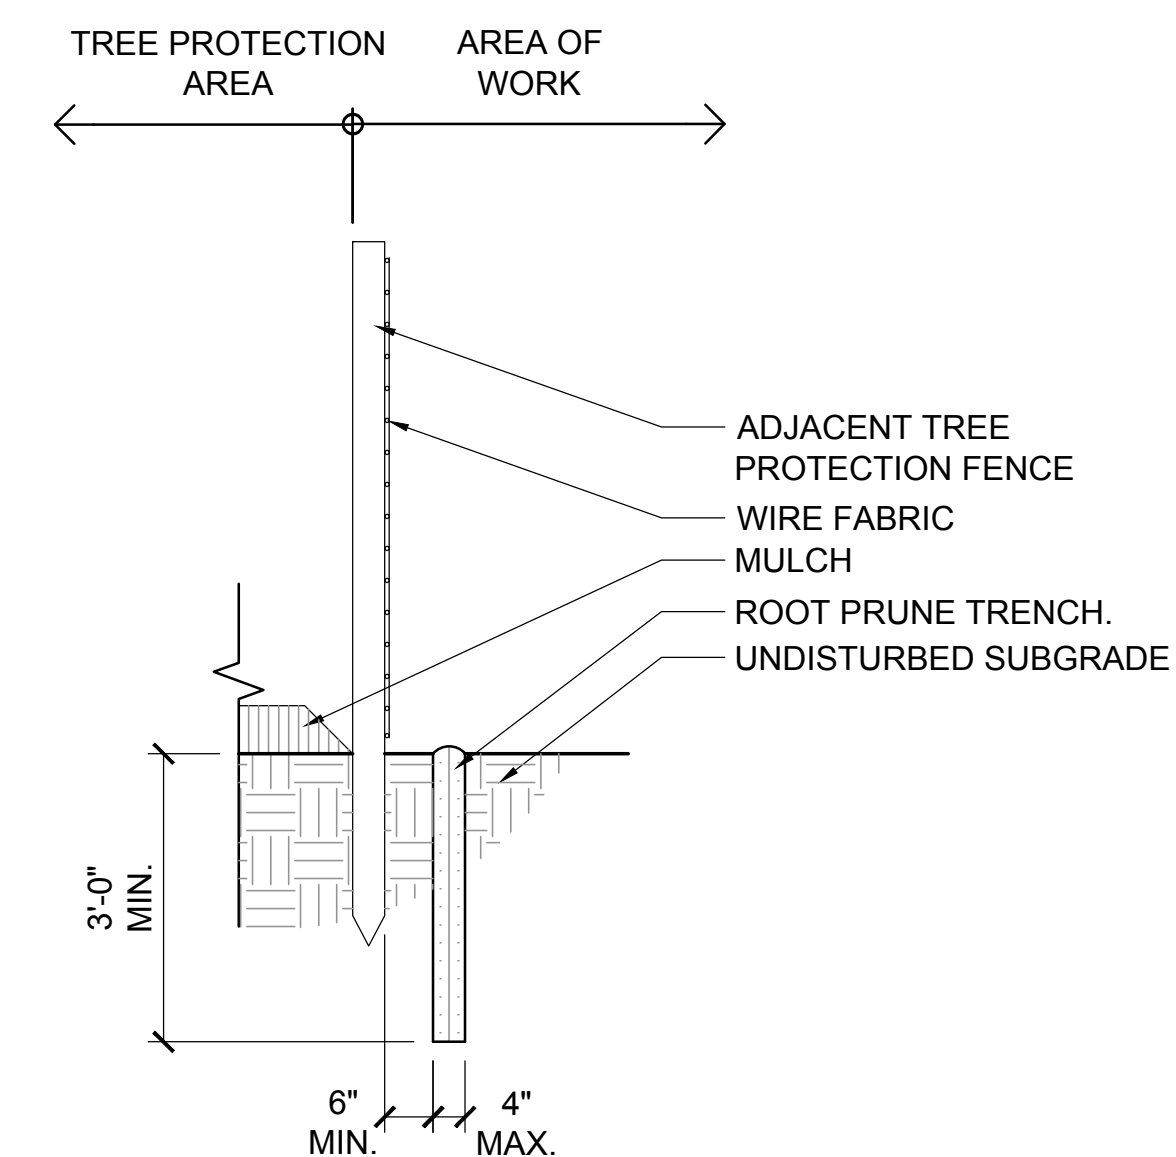 TREE PROTECTION
AREA
AREA OF
WORK
ADJACENT TREE
PROTECTION FENCE
WIRE FABRIC
MULCH
ROOT PRUNE TRENCH.
UNDISTURBED SUBGRADE
3'-0"
MIN.
6"
MIN.
4"
MAX.